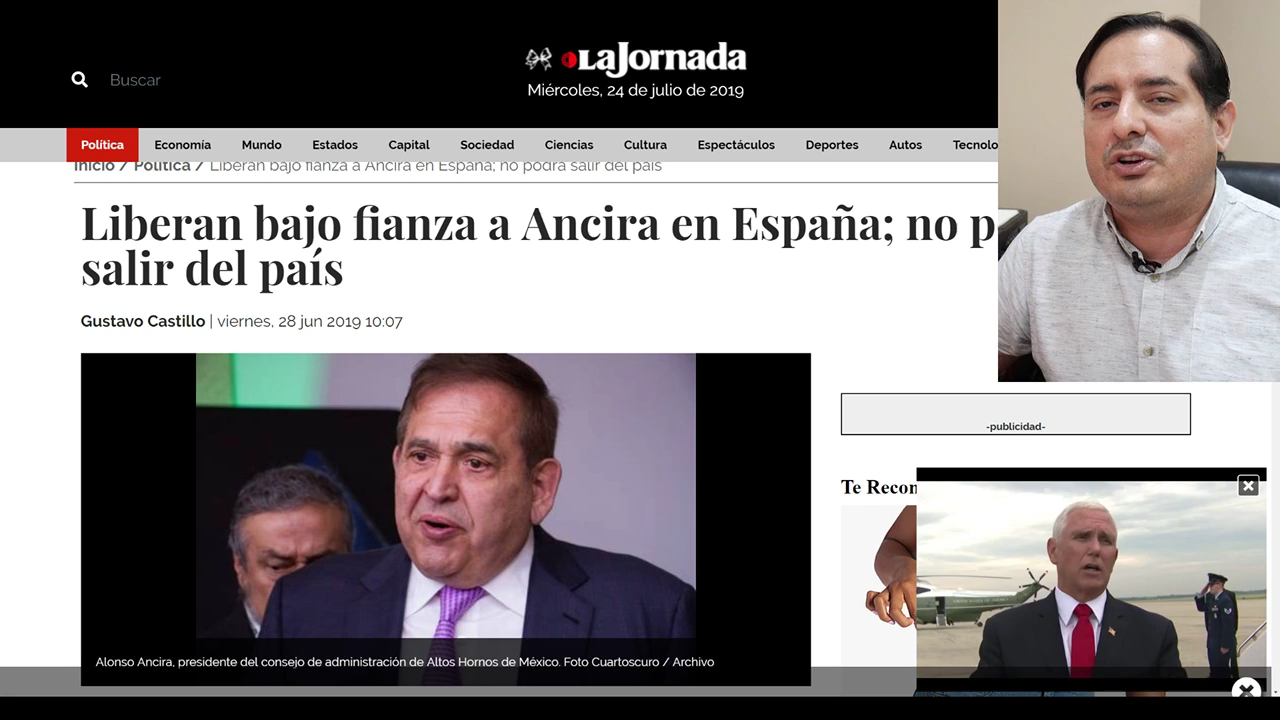 Buscar
LaJornada
Miércoles, 24 de julio de 2019
Política Economía Mundo Estados Capital Sociedad Ciencias Cultura Espectáculos Deportes Autos Tecnolo
Inicio / Política / Liberan bajo fianza a Ancira en España; no podrá salir del país
Liberan bajo fianza a Ancira en España; no p
salir del país
Gustavo Castillo | viernes, 28 jun 2019 10:07
-publicidad-
Te Recon
Alonso Ancira, presidente del consejo de administración de Altos Hornos de México. Foto Cuartoscuro / Archivo